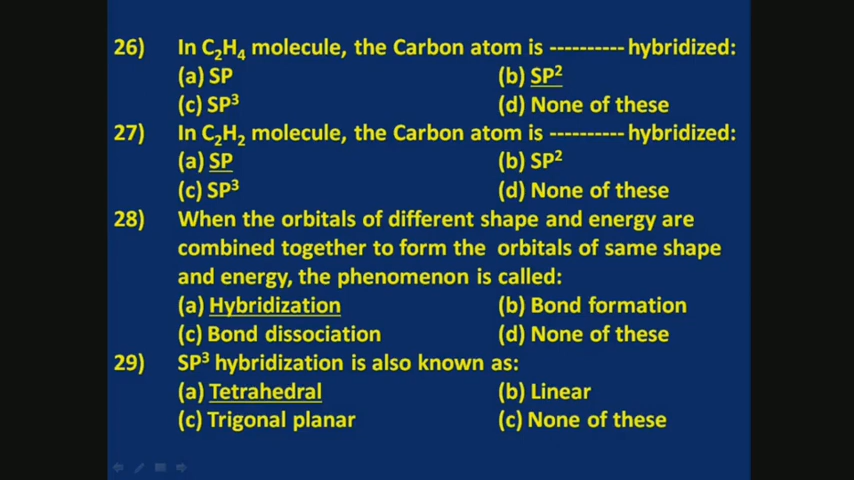 26) In C₂H₄ molecule, the Carbon atom is ---------- hybridized:
(a) SP (b) SP²
(c) SP³ (d) None of these
27) In C₂H₂ molecule, the Carbon atom is ---------- hybridized:
(a) SP (b) SP²
(c) SP³ (d) None of these
28) When the orbitals of different shape and energy are
combined together to form the orbitals of same shape
and energy, the phenomenon is called:
(a) Hybridization (b) Bond formation
(c) Bond dissociation (d) None of these
29) SP³ hybridization is also known as:
(a) Tetrahedral (b) Linear
(c) Trigonal planar (c) None of these